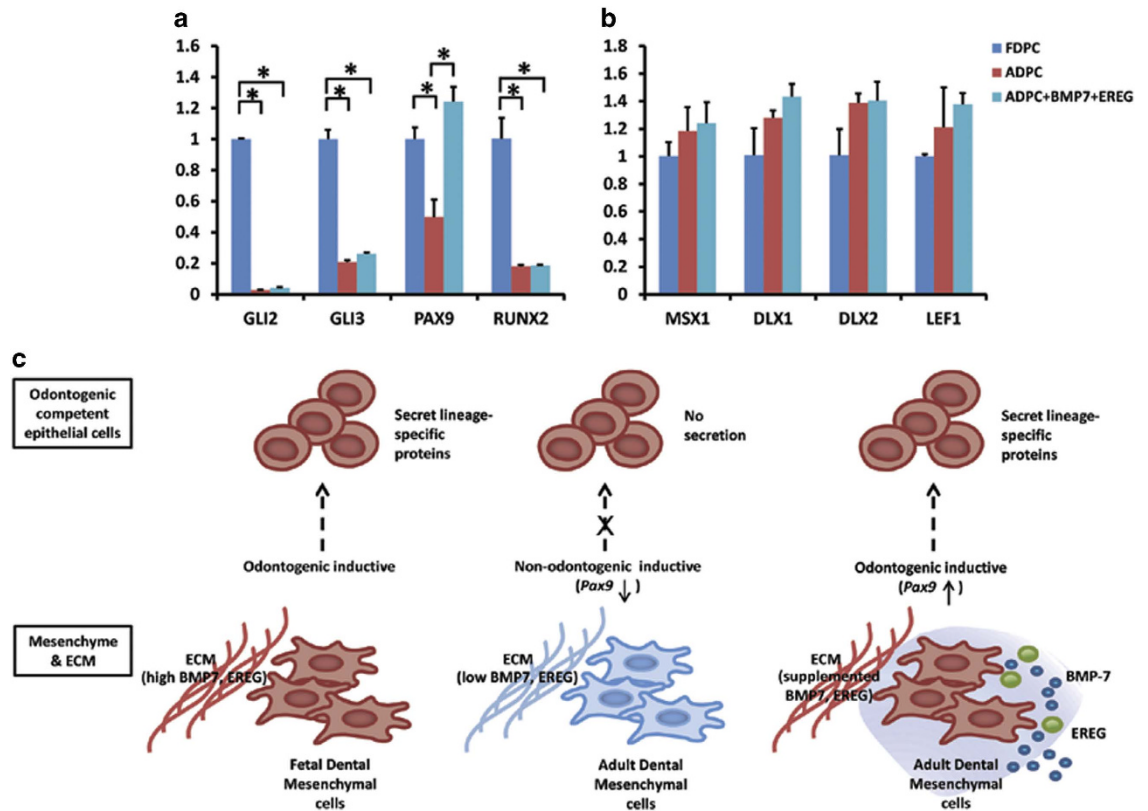 a
1.6
1.4
1.2
1
0.8
0.6
0.4
0.2
0
* * * * * * * *
GLI2 GLI3 PAX9 RUNX2
b
1.8
1.6
1.4
1.2
1
0.8
0.6
0.4
0.2
0
MSX1 DLX1 DLX2 LEF1
FDPC
ADPC
ADPC+BMP7+EREG
c
Odontogenic
competent
epithelial cells
Secret lineage-
specific
proteins
No
secretion
Secret lineage-
specific
proteins
X
Odontogenic inductive
Non-odontogenic inductive
(Pax9 ↓ )
Odontogenic inductive
(Pax9 ↑ )
Mesenchyme
& ECM
ECM
(high BMP7, EREG)
Fetal Dental
Mesenchymal
cells
ECM
(low BMP7, EREG)
Adult Dental
Mesenchymal
cells
ECM
(supplemented
BMP7, EREG)
BMP-7
EREG
Adult Dental
Mesenchymal
cells